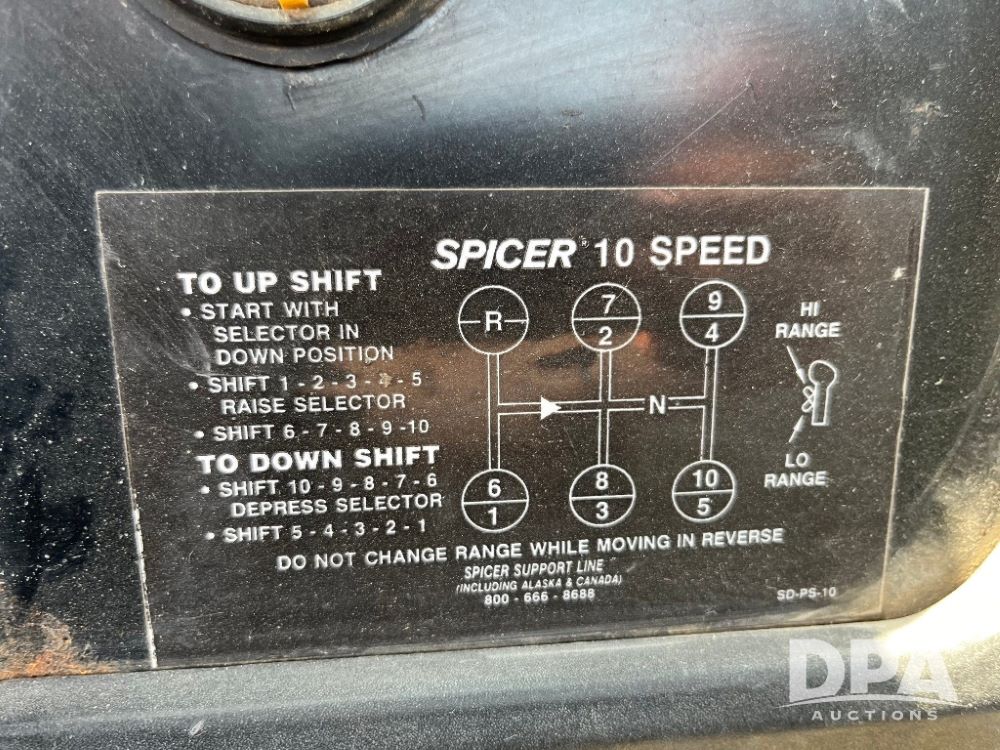 SPICER® 10 SPEED
TO UP SHIFT
• START WITH
SELECTOR IN
DOWN POSITION
• SHIFT 1 - 2 - 3 - 4 - 5
RAISE SELECTOR
• SHIFT 6 - 7 - 8 - 9 - 10
TO DOWN SHIFT
• SHIFT 10 - 9 - 8 - 7 - 6
DEPRESS SELECTOR
• SHIFT 5 - 4 - 3 - 2 - 1
R
7
2
9
4
N
6
1
8
3
10
5
HI
RANGE
LO
RANGE
DO NOT CHANGE RANGE WHILE MOVING IN REVERSE
SPICER SUPPORT LINE
(INCLUDING ALASKA & CANADA)
800 - 666 - 8688
SD-PS-10
DPA
AUCTIONS